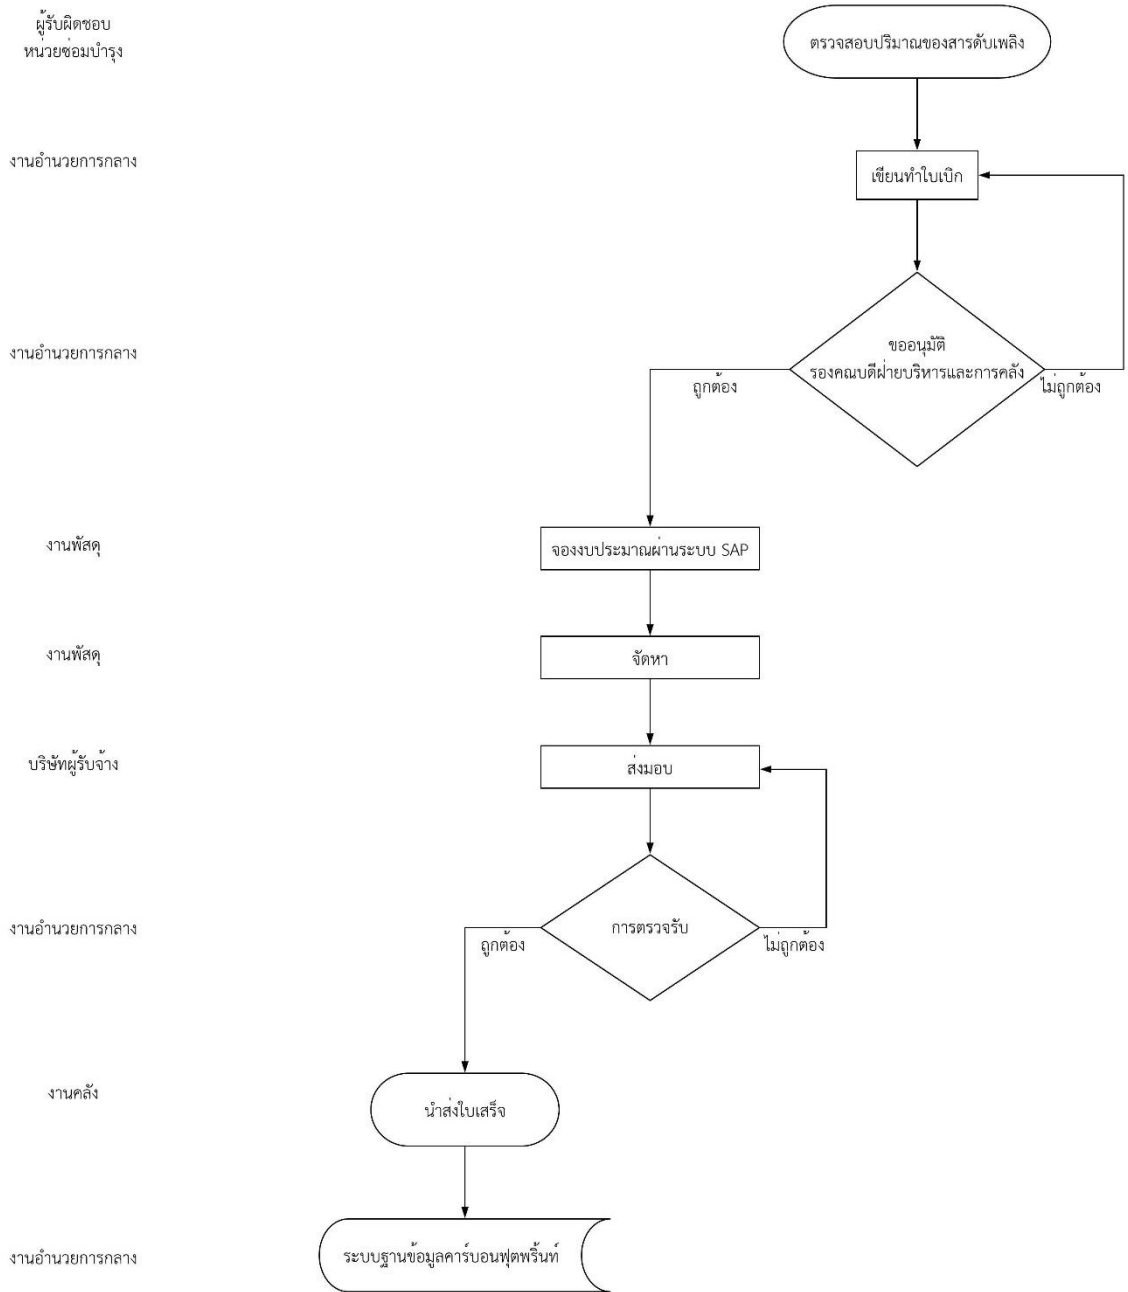 ผู้รับผิดชอบ
หน่วยซ่อมบำรุง
ตรวจสอบปริมาณของสารดับเพลิง
งานอำนวยการกลาง
เขียนทำใบเบิก
งานอำนวยการกลาง
ขออนุมัติ
รองคณบดีฝ่ายบริหารและการคลัง
ถูกต้อง
ไม่ถูกต้อง
งานพัสดุ
จองงบประมาณผ่านระบบ SAP
งานพัสดุ
จัดหา
บริษัทผู้รับจ้าง
ส่งมอบ
งานอำนวยการกลาง
การตรวจรับ
ถูกต้อง
ไม่ถูกต้อง
งานคลัง
นำส่งใบเสร็จ
งานอำนวยการกลาง
ระบบฐานข้อมูลคาร์บอนฟุตพริ้นท์